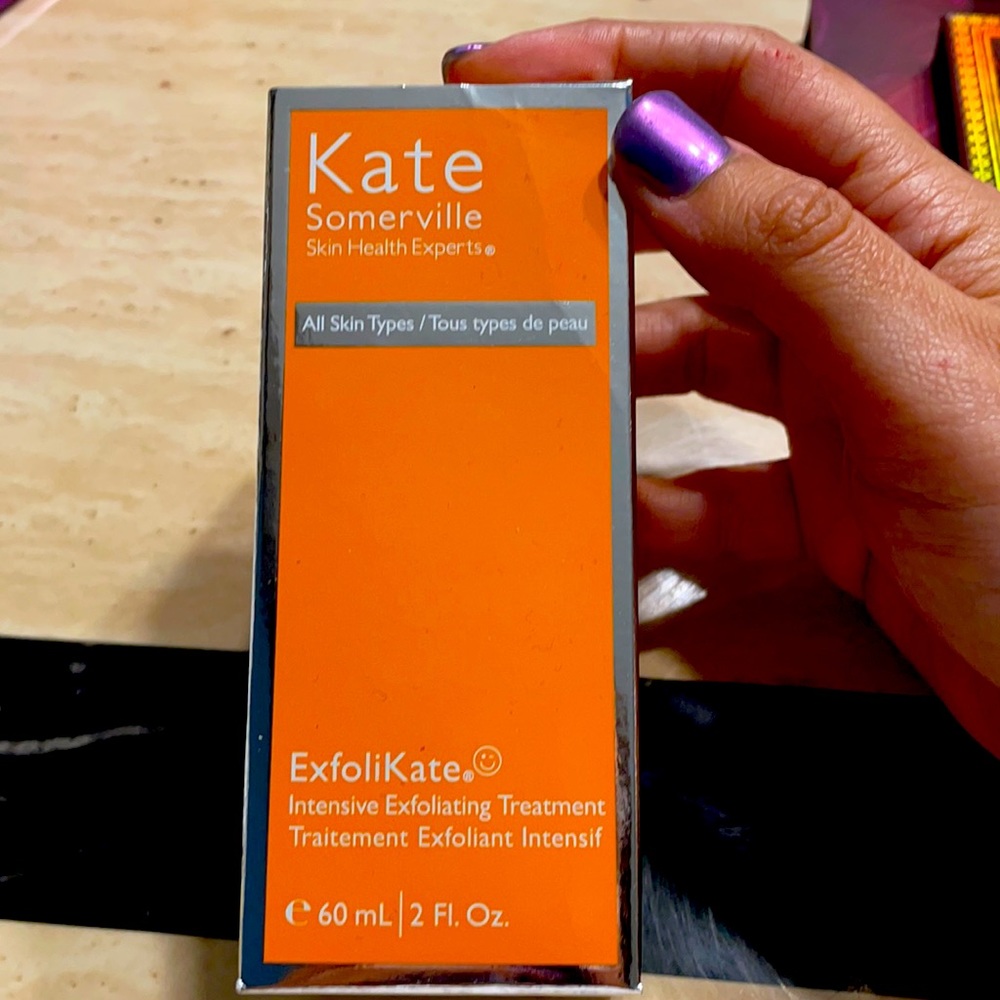 Kate
Somerville
Skin Health Experts®
All Skin Types / Tous types de peau
ExfoliKate®
Intensive Exfoliating Treatment
Traitement Exfoliant Intensif
℮ 60 mL | 2 Fl. Oz.